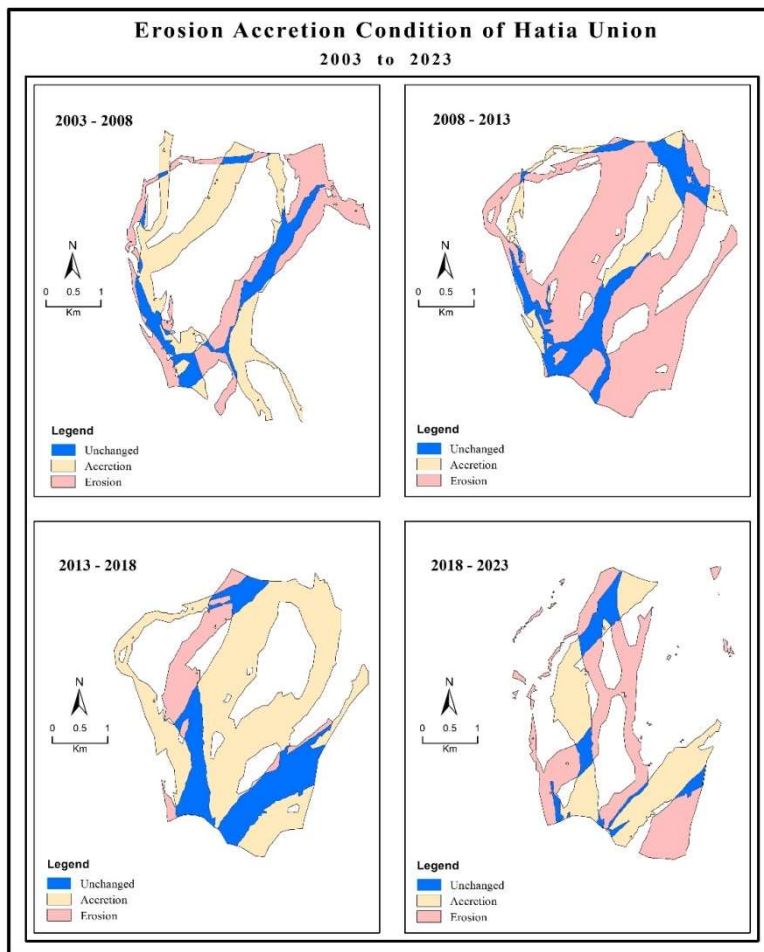 Erosion Accretion Condition of Hatia Union
2003 to 2023
2003 - 2008
N
0 0.5 1
Km
Legend
Unchanged
Accretion
Erosion
2008 - 2013
N
0 0.5 1
Km
Legend
Unchanged
Accretion
Erosion
2013 - 2018
N
0 0.5 1
Km
Legend
Unchanged
Accretion
Erosion
2018 - 2023
N
0 0.5 1
Km
Legend
Unchanged
Accretion
Erosion